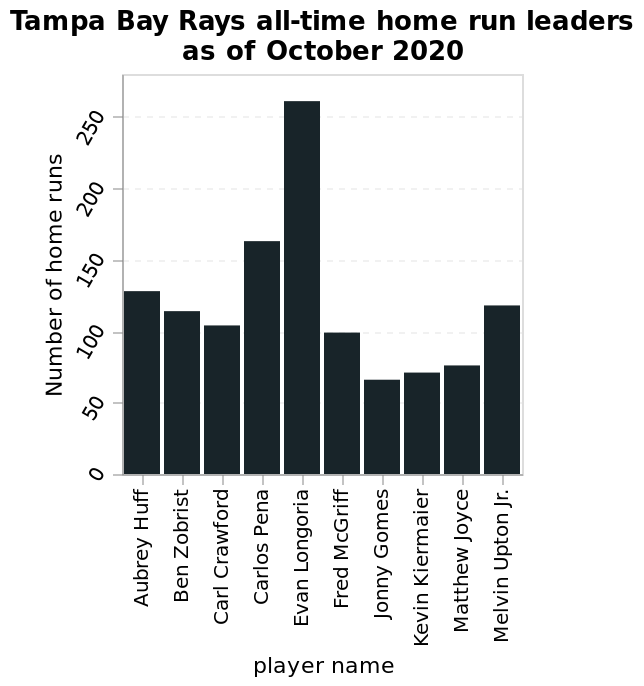 Tampa Bay Rays all-time home run leaders
as of October 2020
Number of home runs
250
200
150
100
50
0
Aubrey Huff
Ben Zobrist
Carl Crawford
Carlos Pena
Evan Longoria
Fred McGriff
Jonny Gomes
Kevin Kiermaier
Matthew Joyce
Melvin Upton Jr.
player name